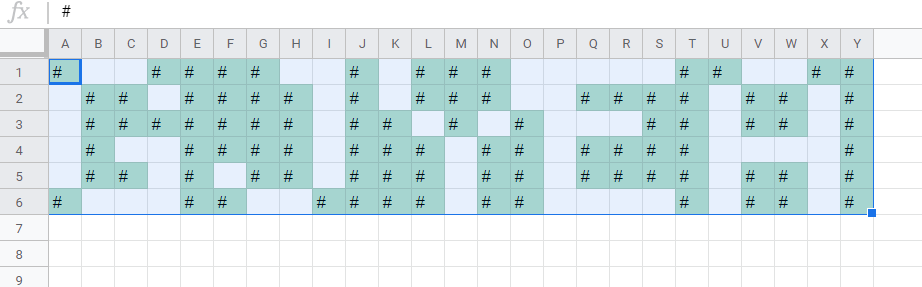 fx #
A B C D E F G H I J K L M N O P Q R S T U V W X Y
1 # # # # # # # # # # # # #
2 # # # # # # # # # # # # # # # # #
3 # # # # # # # # # # # # # # # #
4 # # # # # # # # # # # # # # #
5 # # # # # # # # # # # # # # # # #
6 # # # # # # # # # # # # #
7
8
9